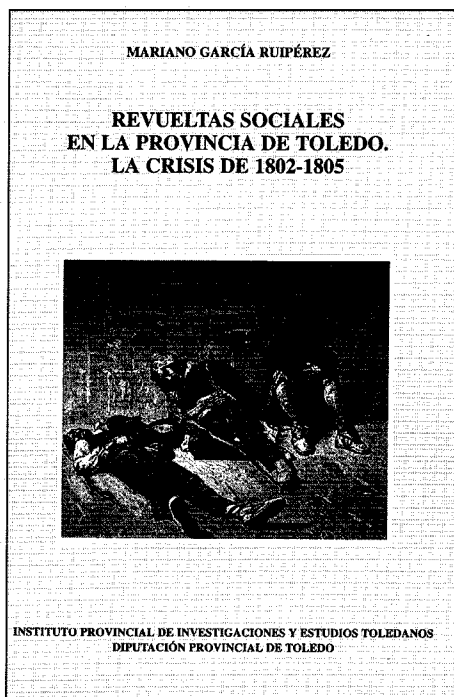 MARIANO GARCÍA RUIPÉREZ
REVUELTAS SOCIALES
EN LA PROVINCIA DE TOLEDO.
LA CRISIS DE 1802-1805
INSTITUTO PROVINCIAL DE INVESTIGACIONES Y ESTUDIOS TOLEDANOS
DIPUTACIÓN PROVINCIAL DE TOLEDO